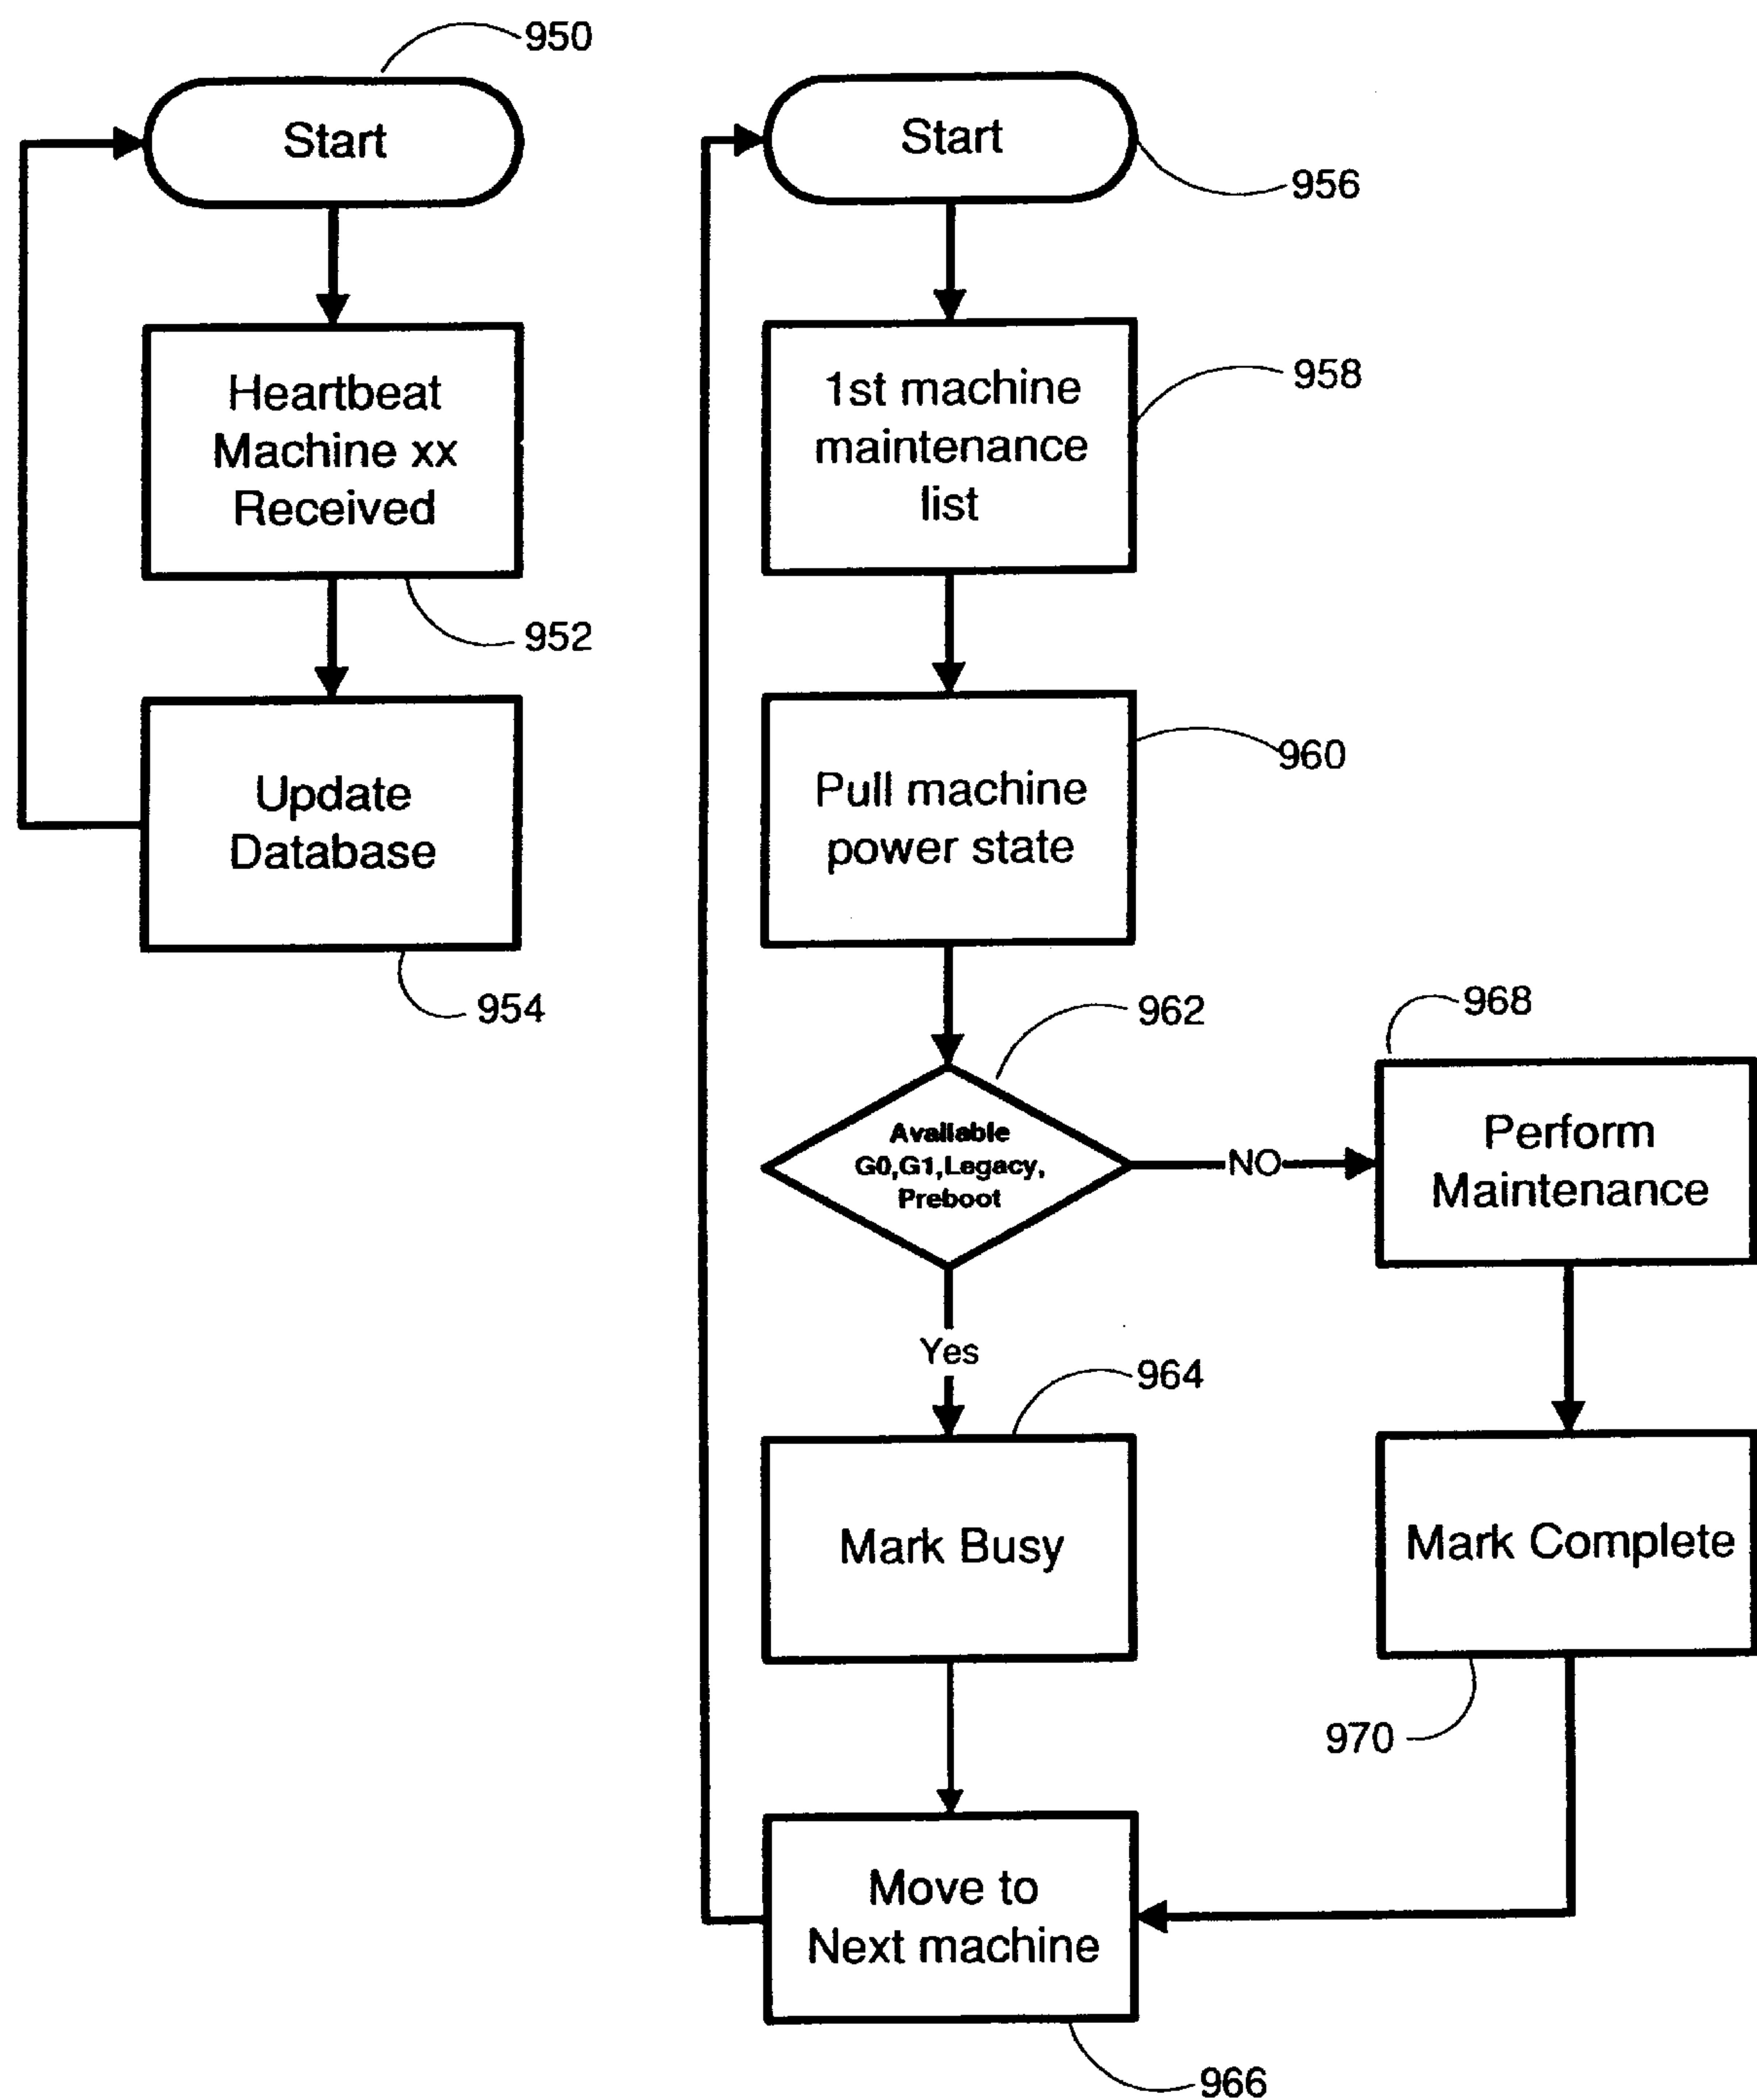 950
Start
Heartbeat
Machine xx
Received
952
Update
Database
954
Start
956
1st machine
maintenance
list
958
Pull machine
power state
960
962
Available
G0,G1,Legacy,
Preboot
NO
968
Perform
Maintenance
Yes
964
Mark Busy
Mark Complete
970
Move to
Next machine
966